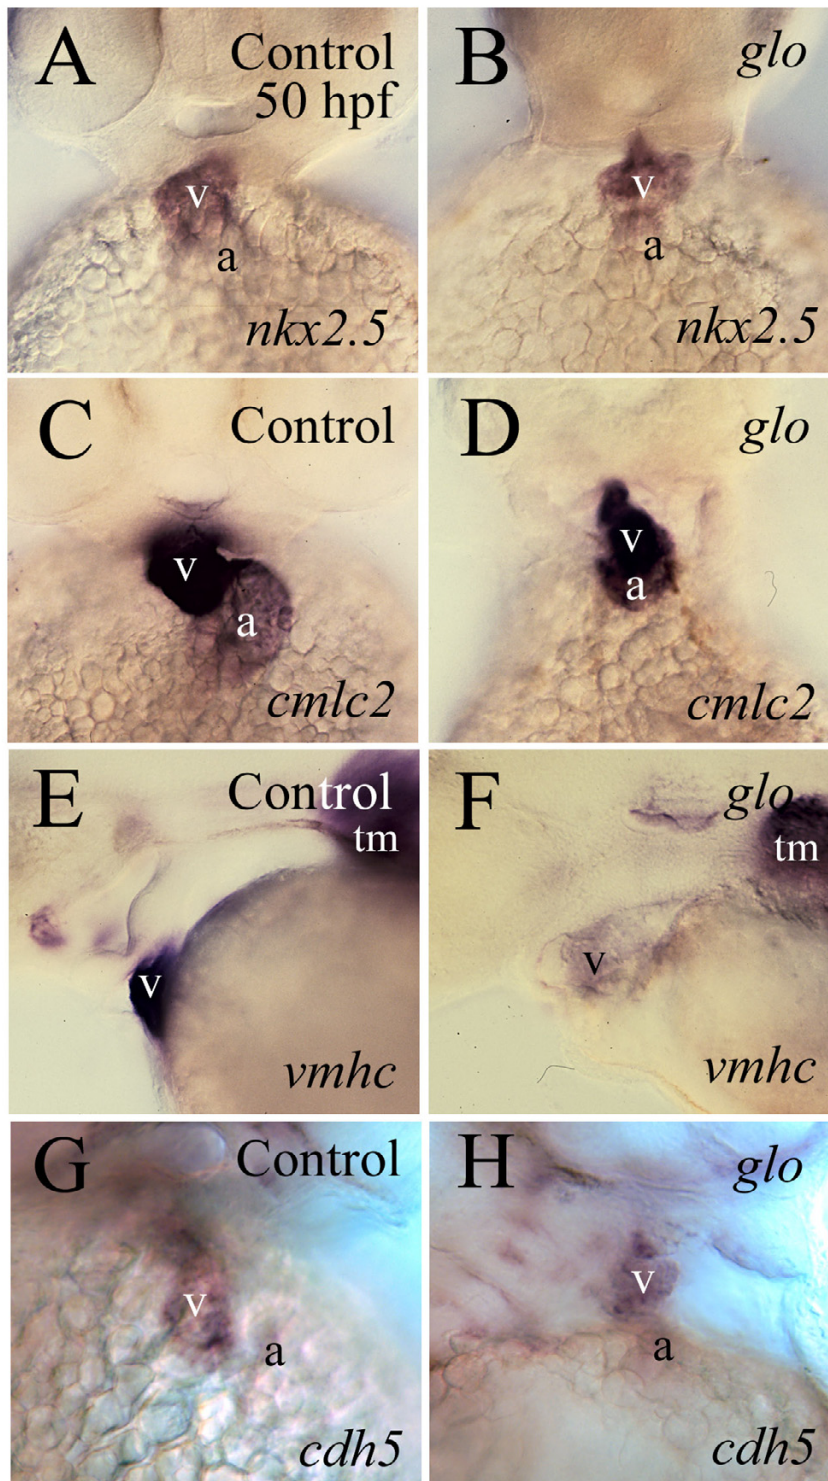 A
Control
50 hpf
v
a
nkx2.5
B
glo
v
a
nkx2.5
C
Control
v
a
cmlc2
D
glo
v
a
cmlc2
E
Control
tm
v
vmhc
F
glo
tm
v
vmhc
G
Control
v
a
cdh5
H
glo
v
a
cdh5